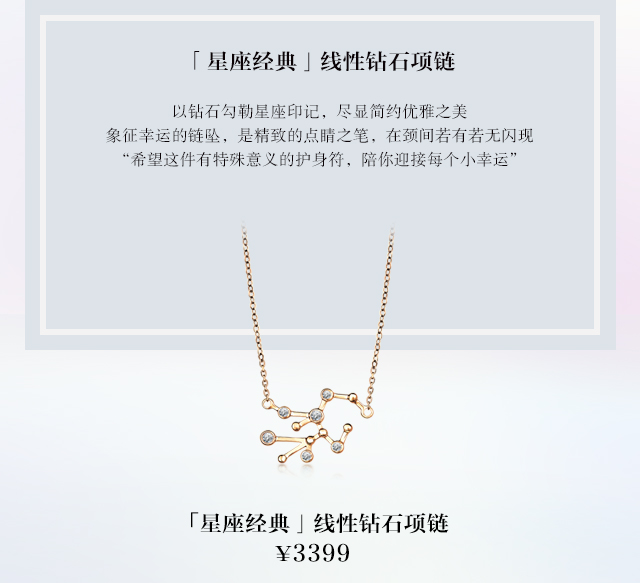 「星座经典」线性钻石项链
以钻石勾勒星座印记，尽显简约优雅之美
象征幸运的链坠，是精致的点睛之笔，在颈间若有若无闪现
“希望这件有特殊意义的护身符，陪你迎接每个小幸运”
「星座经典」线性钻石项链
¥3399